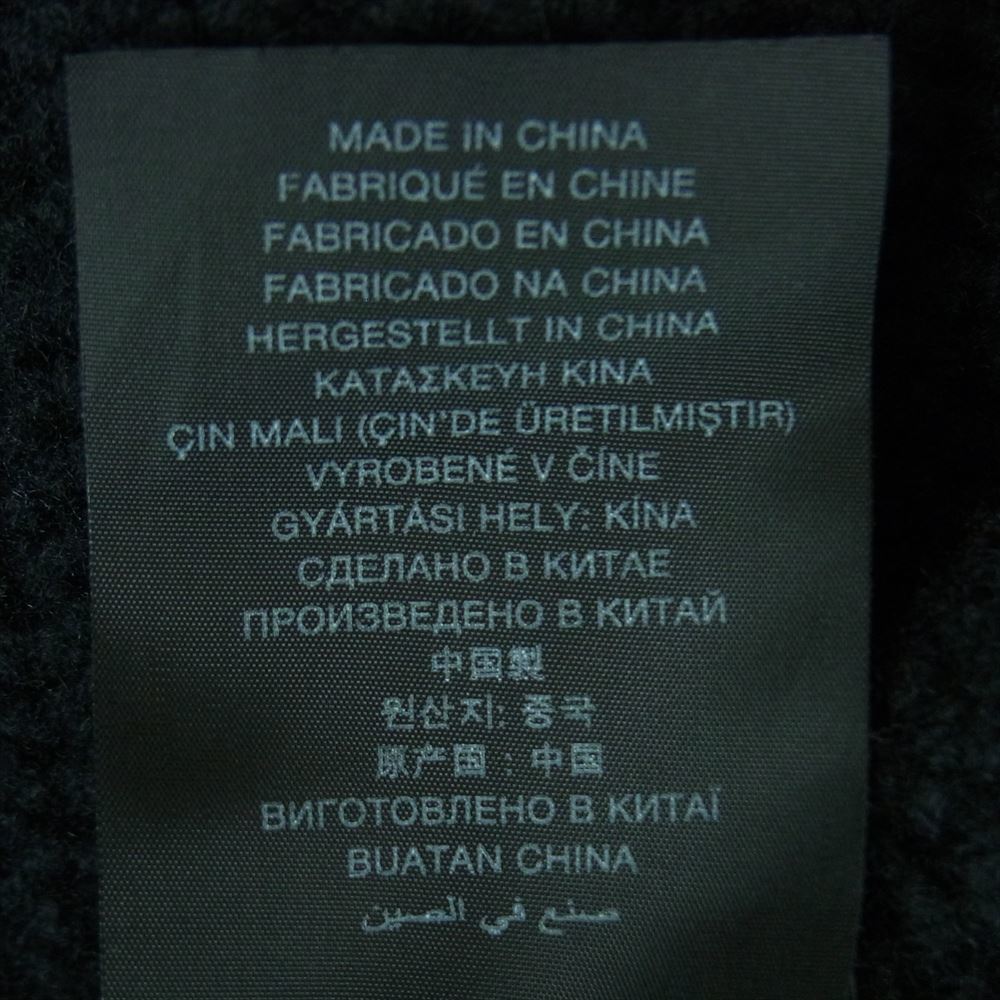 MADE IN CHINA
FABRIQUÉ EN CHINE
FABRICADO EN CHINA
FABRICADO NA CHINA
HERGESTELLT IN CHINA
ΚΑΤΑΣΚΕΥΗ ΚΙΝΑ
ÇIN MALI (ÇIN'DE ÜRETILMIŞTIR)
VYROBENÉ V ČÍNE
GYÁRTÁSI HELY: KÍNA
СДЕЛАНО В КИТАЕ
ПРОИЗВЕДЕНО В КИТАЙ
中国製
원산지: 중국
原产国：中国
ВИГОТОВЛЕНО В КИТАЇ
BUATAN CHINA
صنع في الصين